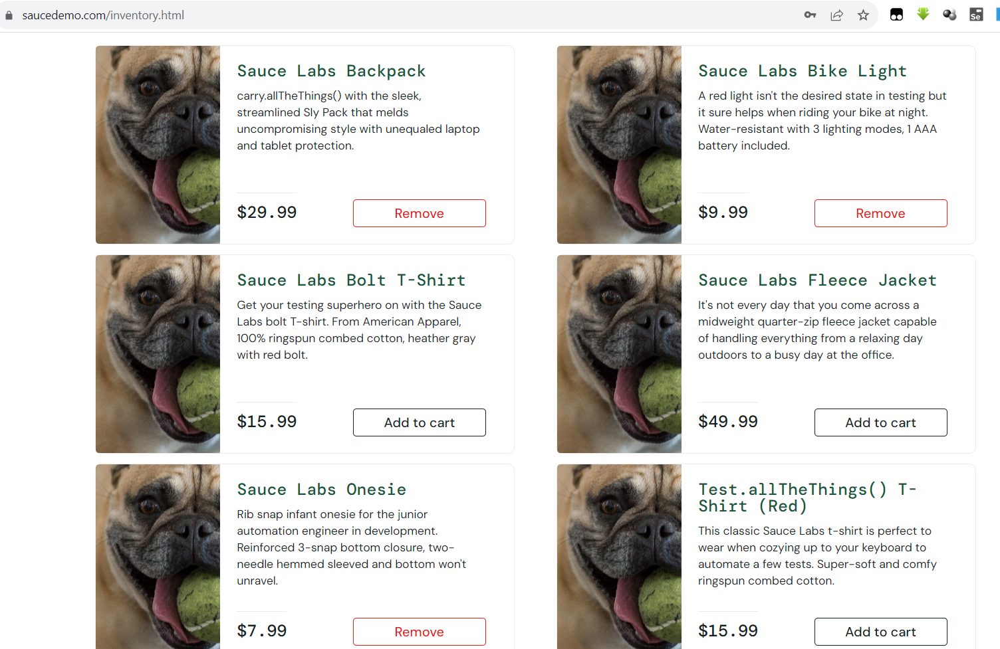 saucedemo.com/inventory.html
Se
Sauce Labs Backpack
carry.allTheThings() with the sleek,
streamlined Sly Pack that melds
uncompromising style with unequaled laptop
and tablet protection.
$29.99
Remove
Sauce Labs Bike Light
A red light isn't the desired state in testing but
it sure helps when riding your bike at night.
Water-resistant with 3 lighting modes, 1 AAA
battery included.
$9.99
Remove
Sauce Labs Bolt T-Shirt
Get your testing superhero on with the Sauce
Labs bolt T-shirt. From American Apparel,
100% ringspun combed cotton, heather gray
with red bolt.
$15.99
Add to cart
Sauce Labs Fleece Jacket
It's not every day that you come across a
midweight quarter-zip fleece jacket capable
of handling everything from a relaxing day
outdoors to a busy day at the office.
$49.99
Add to cart
Sauce Labs Onesie
Rib snap infant onesie for the junior
automation engineer in development.
Reinforced 3-snap bottom closure, two-
needle hemmed sleeved and bottom won't
unravel.
$7.99
Remove
Test.allTheThings() T-
Shirt (Red)
This classic Sauce Labs t-shirt is perfect to
wear when cozying up to your keyboard to
automate a few tests. Super-soft and comfy
ringspun combed cotton.
$15.99
Add to cart